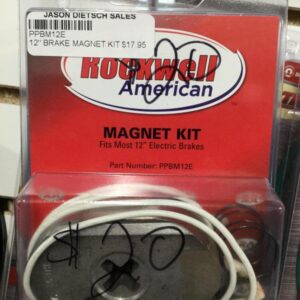 JASON DIETSCH SALES
PPBM12E
12" BRAKE MAGNET KIT $17.95
$20
Rockwell
American
MAGNET KIT
Fits Most 12" Electric Brakes
Part Number: PPBM12E
$20